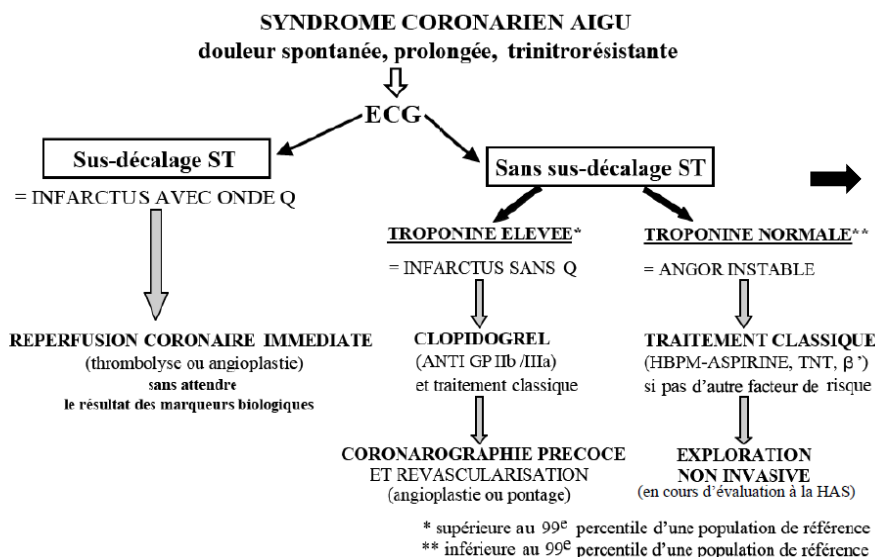 SYNDROME CORONARIEN AIGU
douleur spontanée, prolongée, trinitrorésistante
ECG
Sus-décalage ST
= INFARCTUS AVEC ONDE Q
REPERFUSION CORONAIRE IMMEDIATE
(thrombolyse ou angioplastie)
sans attendre
le résultat des marqueurs biologiques
Sans sus-décalage ST
TROPONINE ELEVEE*
= INFARCTUS SANS Q
CLOPIDOGREL
(ANTI GP IIb /IIIa)
et traitement classique
CORONAROGRAPHIE PRECOCE
ET REVASCULARISATION
(angioplastie ou pontage)
TROPONINE NORMALE**
= ANGOR INSTABLE
TRAITEMENT CLASSIQUE
(HBPM-ASPIRINE, TNT, β⁻)
si pas d'autre facteur de risque
EXPLORATION
NON INVASIVE
(en cours d'évaluation à la HAS)
* supérieure au 99e percentile d'une population de référence
** inférieure au 99e percentile d'une population de référence